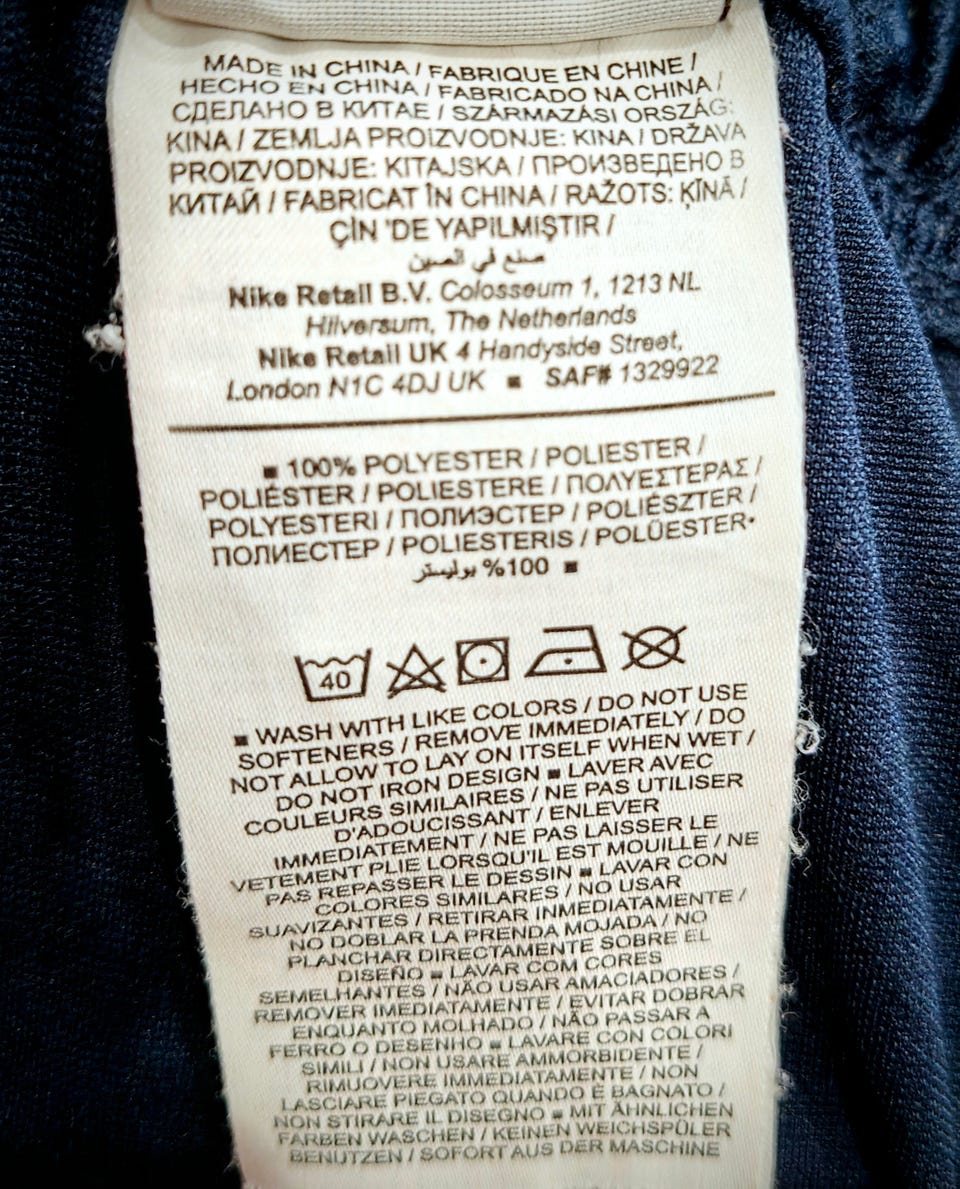 MADE IN CHINA / FABRIQUE EN CHINE /
HECHO EN CHINA / FABRICADO NA CHINA /
СДЕЛАНО В КИТАЕ / SZÁRMAZÁSI ORSZÁG:
KINA / ZEMLJA PROIZVODNJE: KINA / DRŽAVA
PROIZVODNJE: KITAJSKA / ПРОИЗВЕДЕНО В
КИТАЙ / FABRICAT ÎN CHINA / RAŽOTS: ĶĪNĀ /
ÇİN 'DE YAPILMIŞTIR /
صنع في الصين
Nike Retail B.V. Colosseum 1, 1213 NL
Hilversum, The Netherlands
Nike Retail UK 4 Handyside Street,
London N1C 4DJ UK ■ SAF# 1329922
■ 100% POLYESTER / POLIESTER /
POLIÉSTER / POLIESTERE / ΠΟΛΥΕΣΤΕΡΑΣ /
POLYESTERI / ПОЛИЭСТЕР / POLIÉSZTER /
ПОЛИЕСТЕР / POLIESTERIS / POLÜESTER•
100% بوليستر ■
40
■ WASH WITH LIKE COLORS / DO NOT USE
SOFTENERS / REMOVE IMMEDIATELY / DO
NOT ALLOW TO LAY ON ITSELF WHEN WET /
DO NOT IRON DESIGN ■ LAVER AVEC
COULEURS SIMILAIRES / NE PAS UTILISER
D'ADOUCISSANT / ENLEVER
IMMEDIATEMENT / NE PAS LAISSER LE
VETEMENT PLIE LORSQU'IL EST MOUILLE / NE
PAS REPASSER LE DESSIN ■ LAVAR CON
COLORES SIMILARES / NO USAR
SUAVIZANTES / RETIRAR INMEDIATAMENTE /
NO DOBLAR LA PRENDA MOJADA / NO
PLANCHAR DIRECTAMENTE SOBRE EL
DISEÑO ■ LAVAR COM CORES
SEMELHANTES / NÃO USAR AMACIADORES /
REMOVER IMEDIATAMENTE / EVITAR DOBRAR
ENQUANTO MOLHADO / NÃO PASSAR A
FERRO O DESENHO ■ LAVARE CON COLORI
SIMILI / NON USARE AMMORBIDENTE /
RIMUOVERE IMMEDIATAMENTE / NON
LASCIARE PIEGATO QUANDO È BAGNATO /
NON STIRARE IL DISEGNO ■ MIT ÄHNLICHEN
FARBEN WASCHEN / KEINEN WEICHSPÜLER
BENUTZEN / SOFORT AUS DER MASCHINE